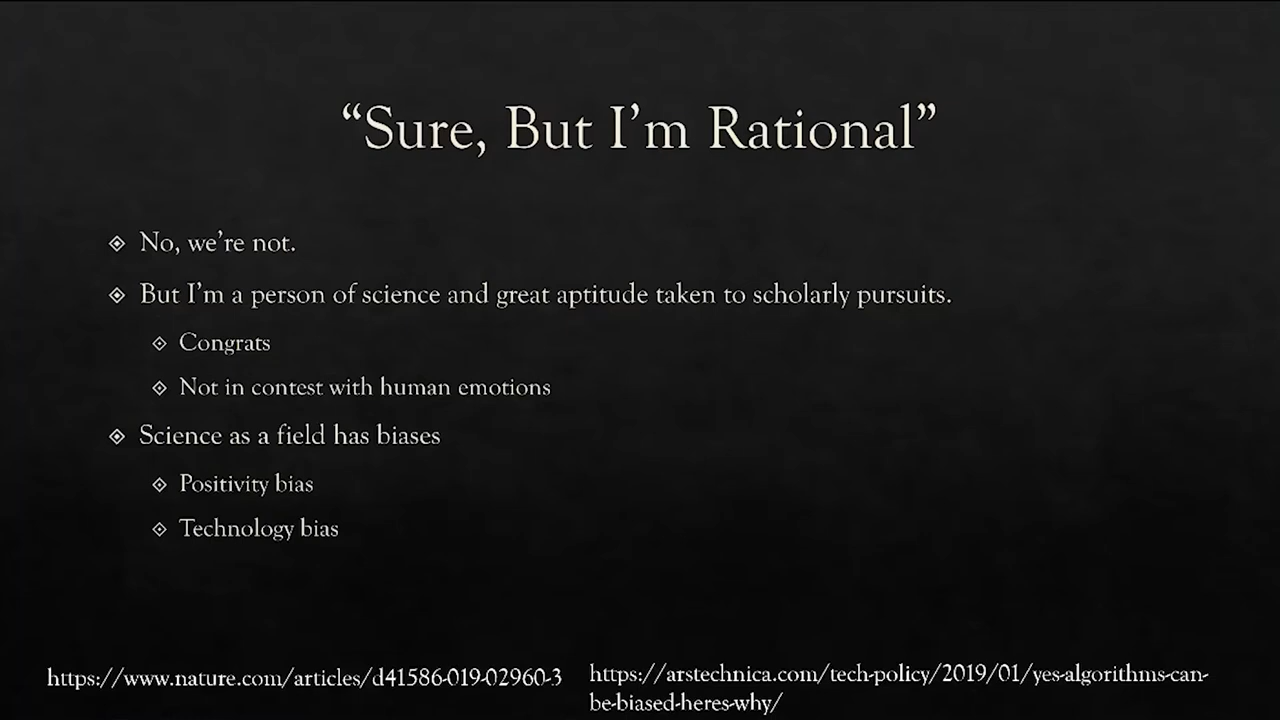 “Sure, But I’m Rational”
No, we’re not.
But I’m a person of science and great aptitude taken to scholarly pursuits.
Congrats
Not in contest with human emotions
Science as a field has biases
Positivity bias
Technology bias
https://www.nature.com/articles/d41586-019-02960-3
https://arstechnica.com/tech-policy/2019/01/yes-algorithms-can-
be-biased-heres-why/